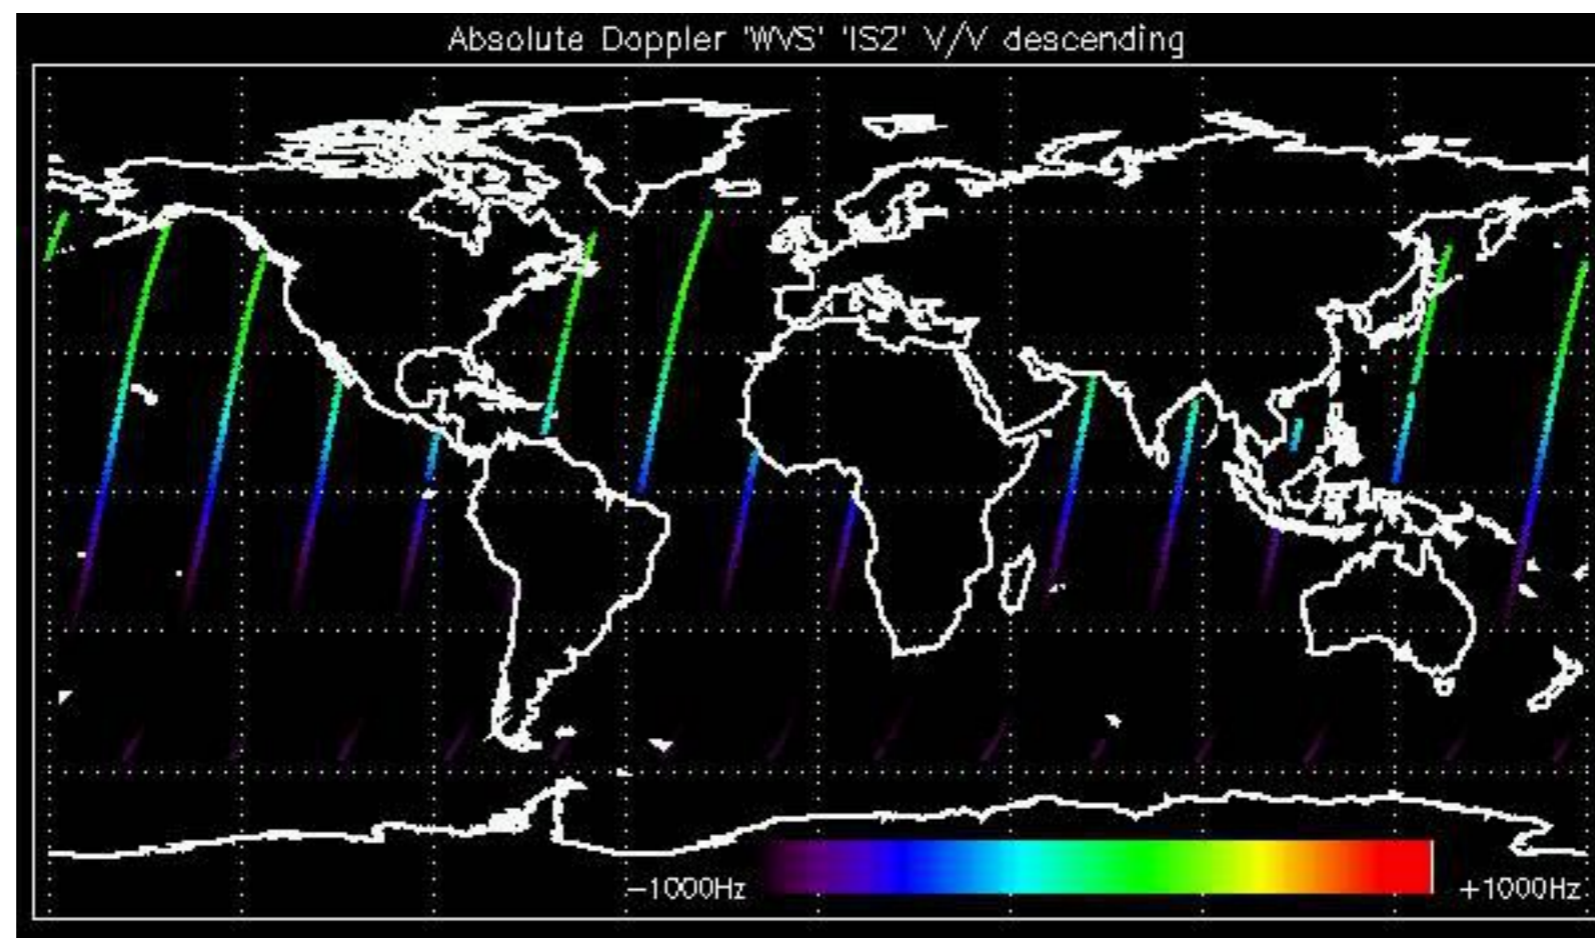 Absolute Doppler 'WVS' 'IS2' V/V descending
−1000Hz +1000Hz